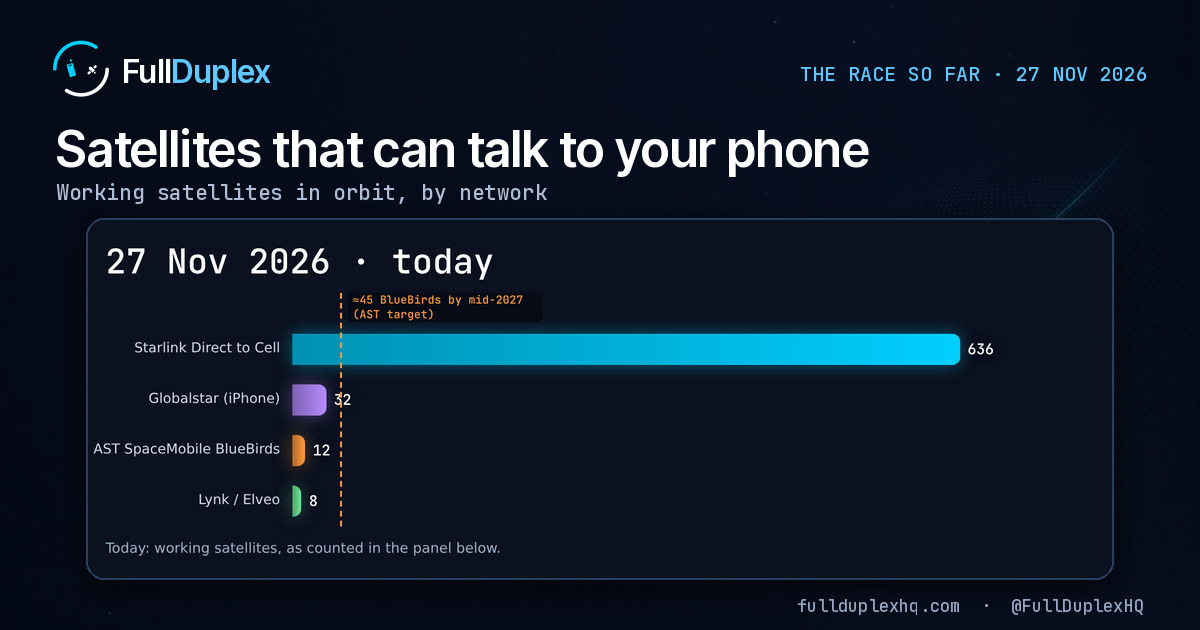 FullDuplex
THE RACE SO FAR · 27 NOV 2026
Satellites that can talk to your phone
Working satellites in orbit, by network
27 Nov 2026 · today
≈45 BlueBirds by mid-2027
(AST target)
Starlink Direct to Cell 636
Globalstar (iPhone) 32
AST SpaceMobile BlueBirds 12
Lynk / Elveo 8
Today: working satellites, as counted in the panel below.
fullduplexhq.com · @FullDuplexHQ